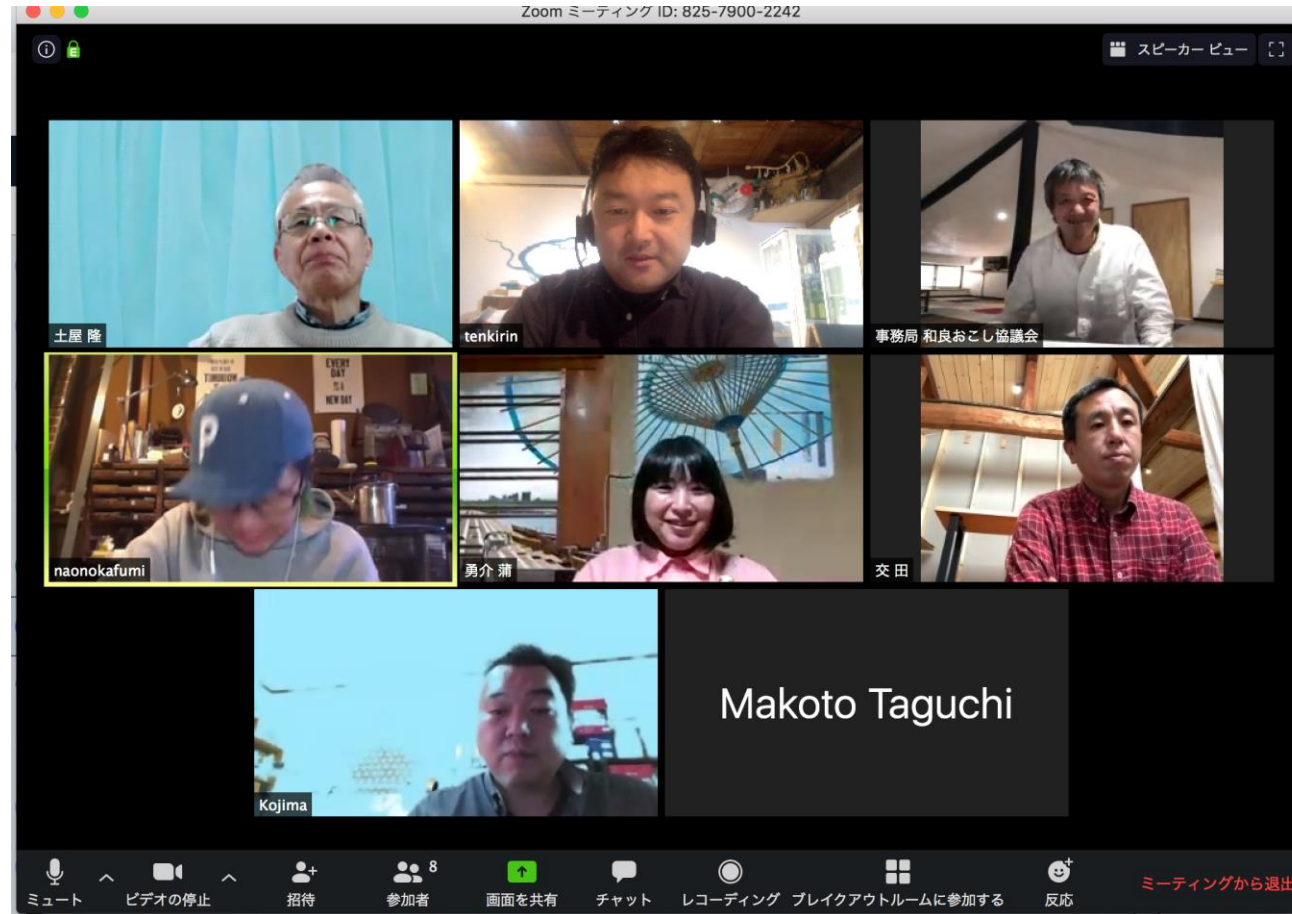 Zoom ミーティング ID: 825-7900-2242
E
スピーカー ビュー
土屋 隆
tenkirin
事務局 和良おこし協議会
TOMORROW
EVERY
DAY
IS A
NEW DAY
P
naonokafumi
勇介 蒲
交 田
Kojima
Makoto Taguchi
8
ミュート
ビデオの停止
招待
参加者
画面を共有
チャット
レコーディング
ブレイクアウトルームに参加する
反応
ミーティングから退出